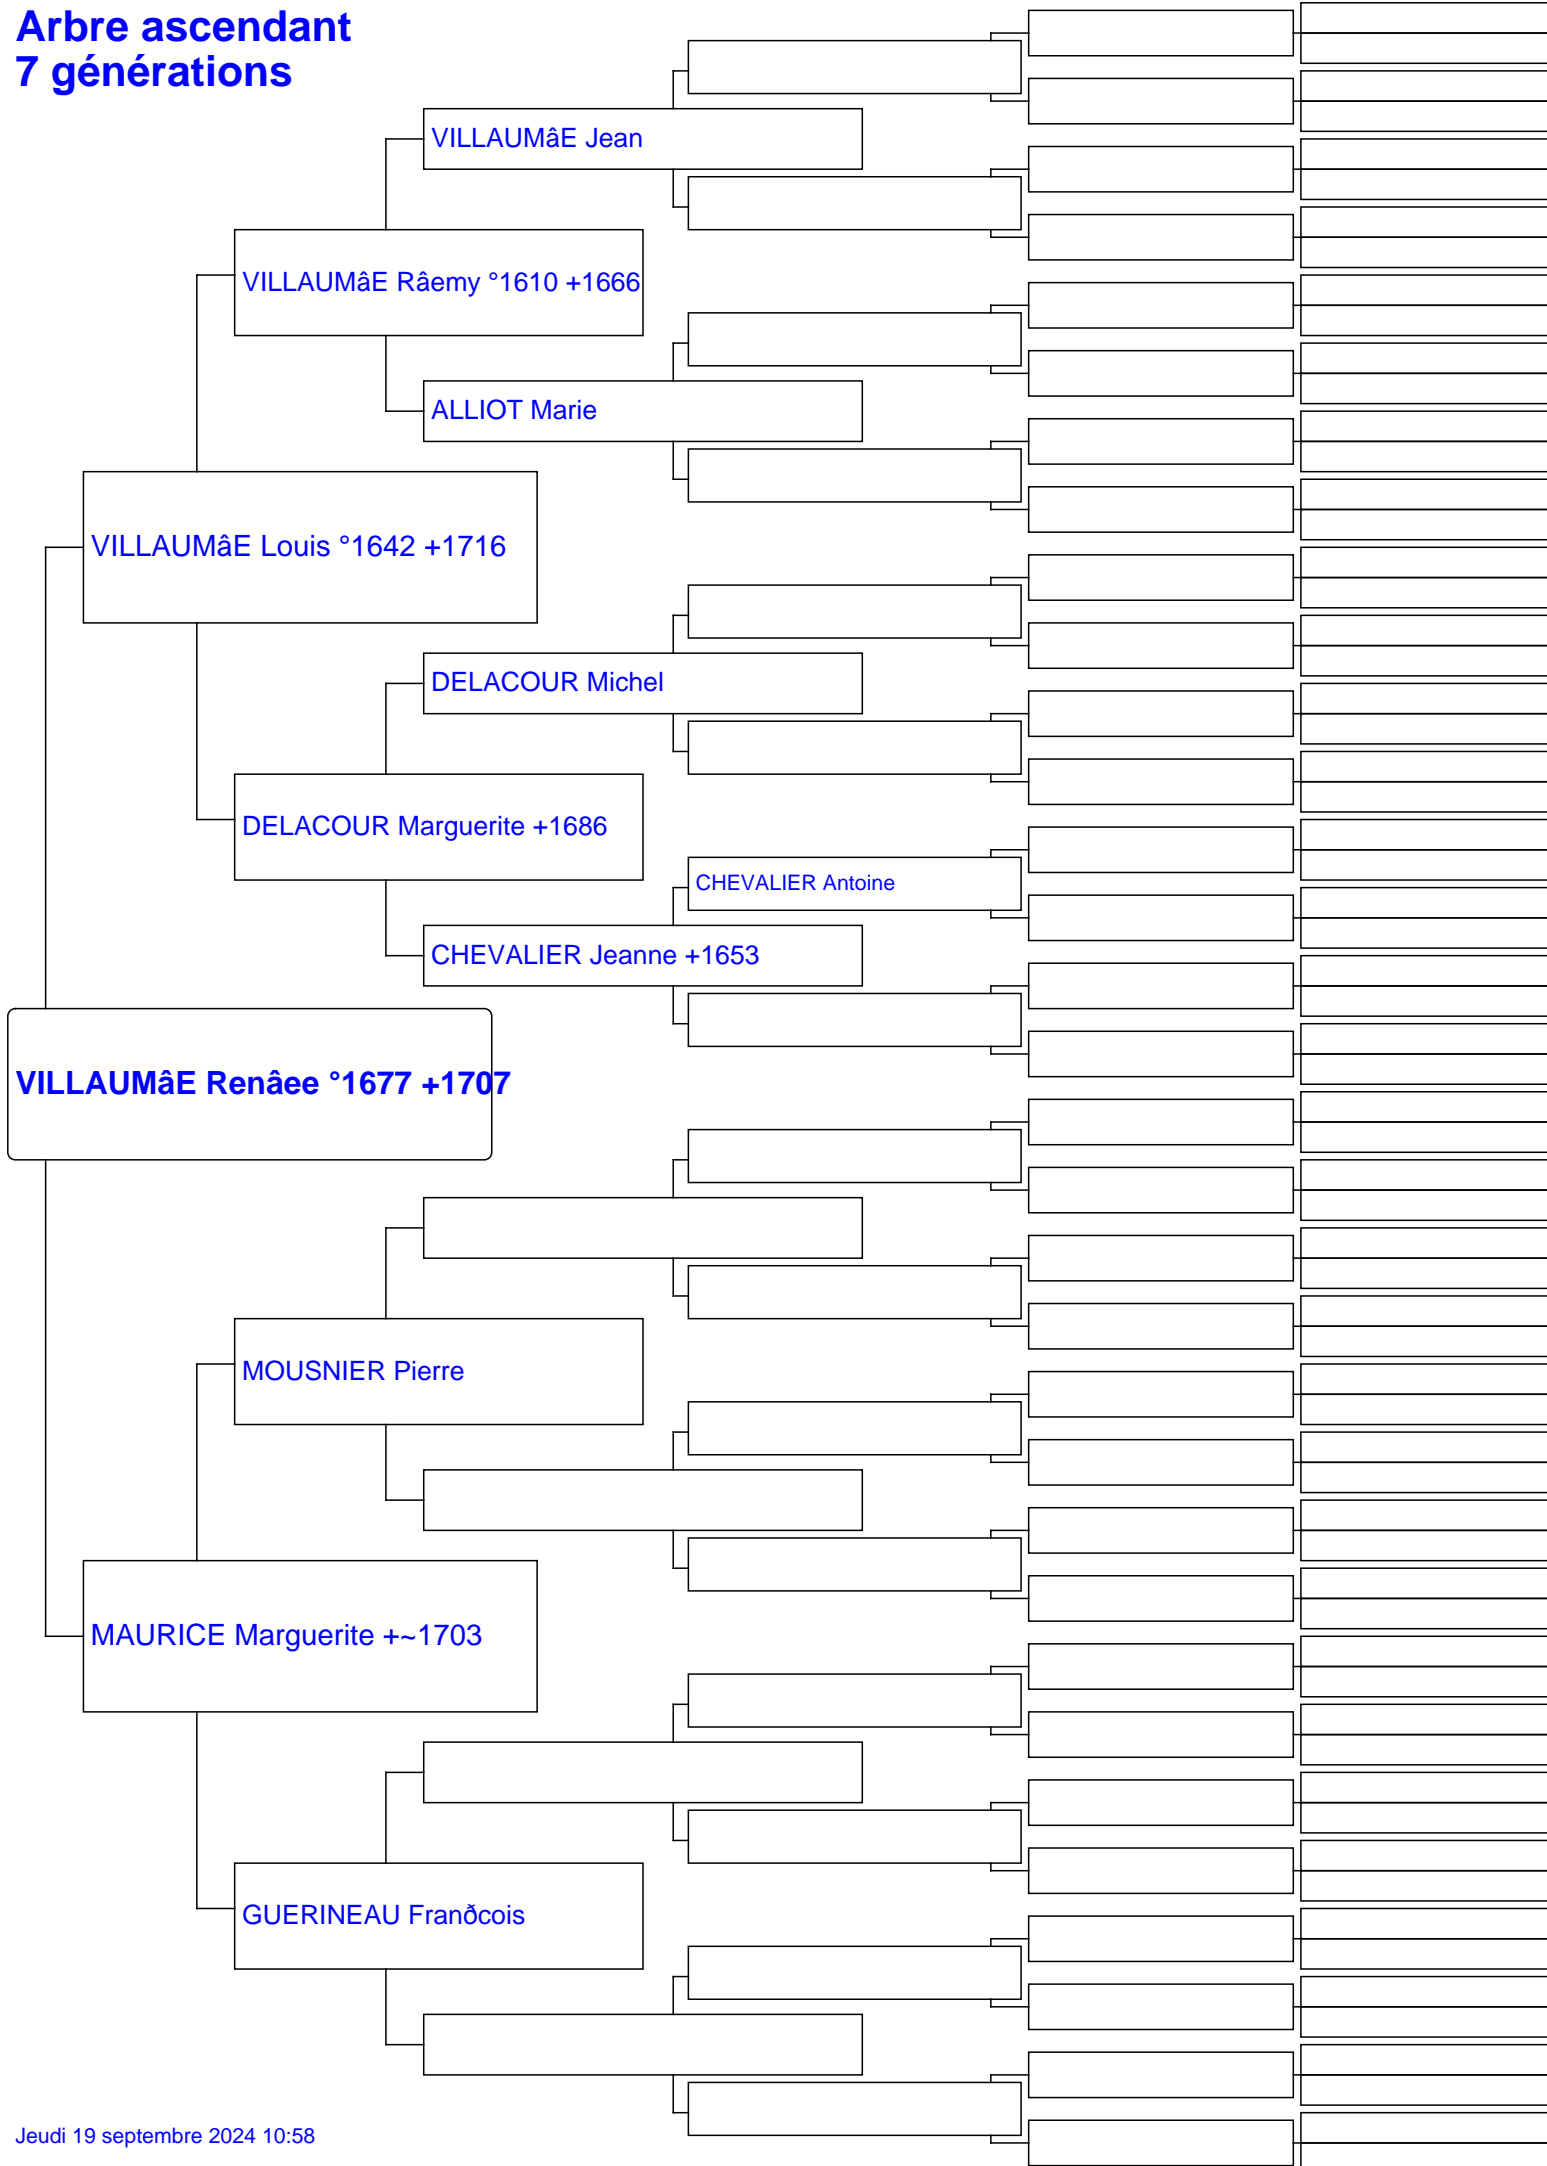 Arbre ascendant
7 générations
VILLAUMâE Jean
VILLAUMâE Râemy °1610 +1666
ALLIOT Marie
VILLAUMâE Louis °1642 +1716
DELACOUR Michel
DELACOUR Marguerite +1686
CHEVALIER Antoine
CHEVALIER Jeanne +1653
VILLAUMâE Renâee °1677 +1707
MOUSNIER Pierre
MAURICE Marguerite +~1703
GUERINEAU Franðcois
Jeudi 19 septembre 2024 10:58